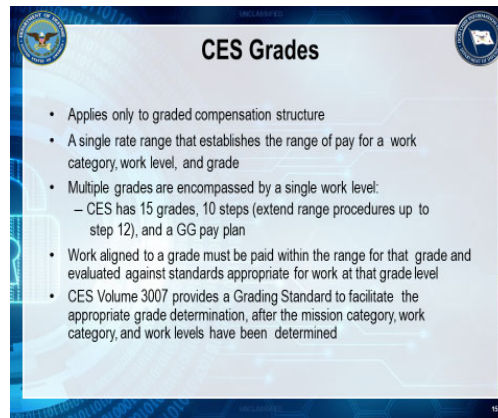 UNCLASSIFIED
CES Grades
• Applies only to graded compensation structure
• A single rate range that establishes the range of pay for a work
category, work level, and grade
• Multiple grades are encompassed by a single work level:
– CES has 15 grades, 10 steps (extend range procedures up to
step 12), and a GG pay plan
• Work aligned to a grade must be paid within the range for that grade and
evaluated against standards appropriate for work at that grade level
• CES Volume 3007 provides a Grading Standard to facilitate the
appropriate grade determination, after the mission category, work
category, and work levels have been determined
UNCLASSIFIED